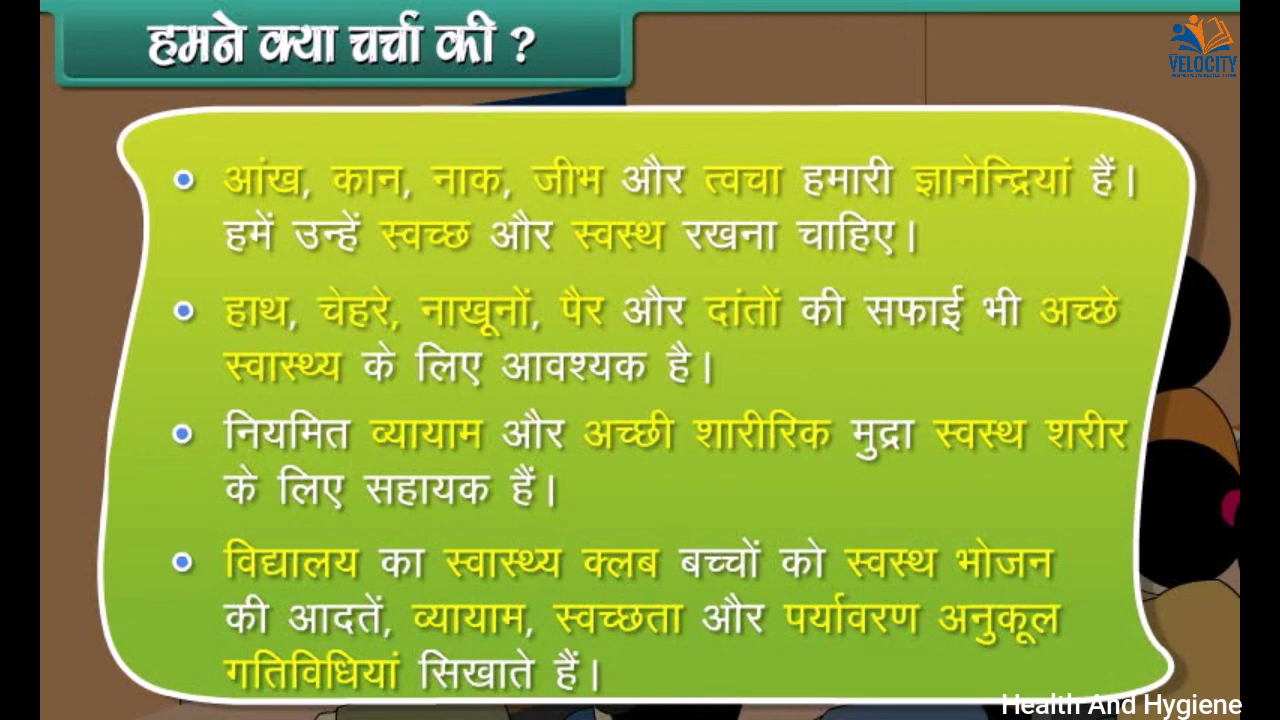 हमने क्या चर्चा की ?
VELOCITY
आंख, कान, नाक, जीभ और त्वचा हमारी ज्ञानेन्द्रियां हैं।
हमें उन्हें स्वच्छ और स्वस्थ रखना चाहिए।
हाथ, चेहरे, नाखूनों, पैर और दांतों की सफाई भी अच्छे
स्वास्थ्य के लिए आवश्यक है।
नियमित व्यायाम और अच्छी शारीरिक मुद्रा स्वस्थ शरीर
के लिए सहायक हैं।
विद्यालय का स्वास्थ्य क्लब बच्चों को स्वस्थ भोजन
की आदतें, व्यायाम, स्वच्छता और पर्यावरण अनुकूल
गतिविधियां सिखाते हैं।
Health And Hygiene